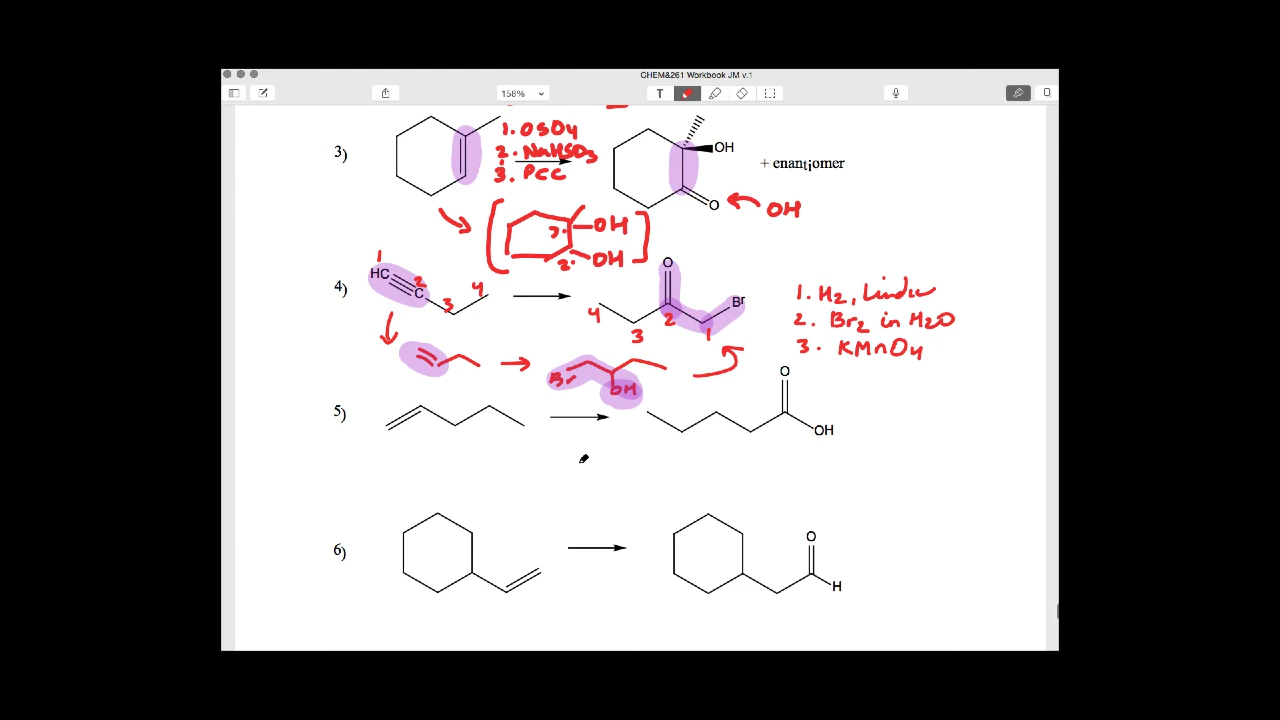 CHEM&261 Workbook JM v.1
158%
T
3)
1. OsO4
2. NaHSO3
3. PCC
OH
O
+ enantiomer
OH
3°
OH
2°
OH
4)
1
HC
2
C
3
4
O
Br
4
3
2
1
1. H2, Lindlar
2. Br2 in H2O
3. KMnO4
Br
OH
5)
O
OH
6)
O
H